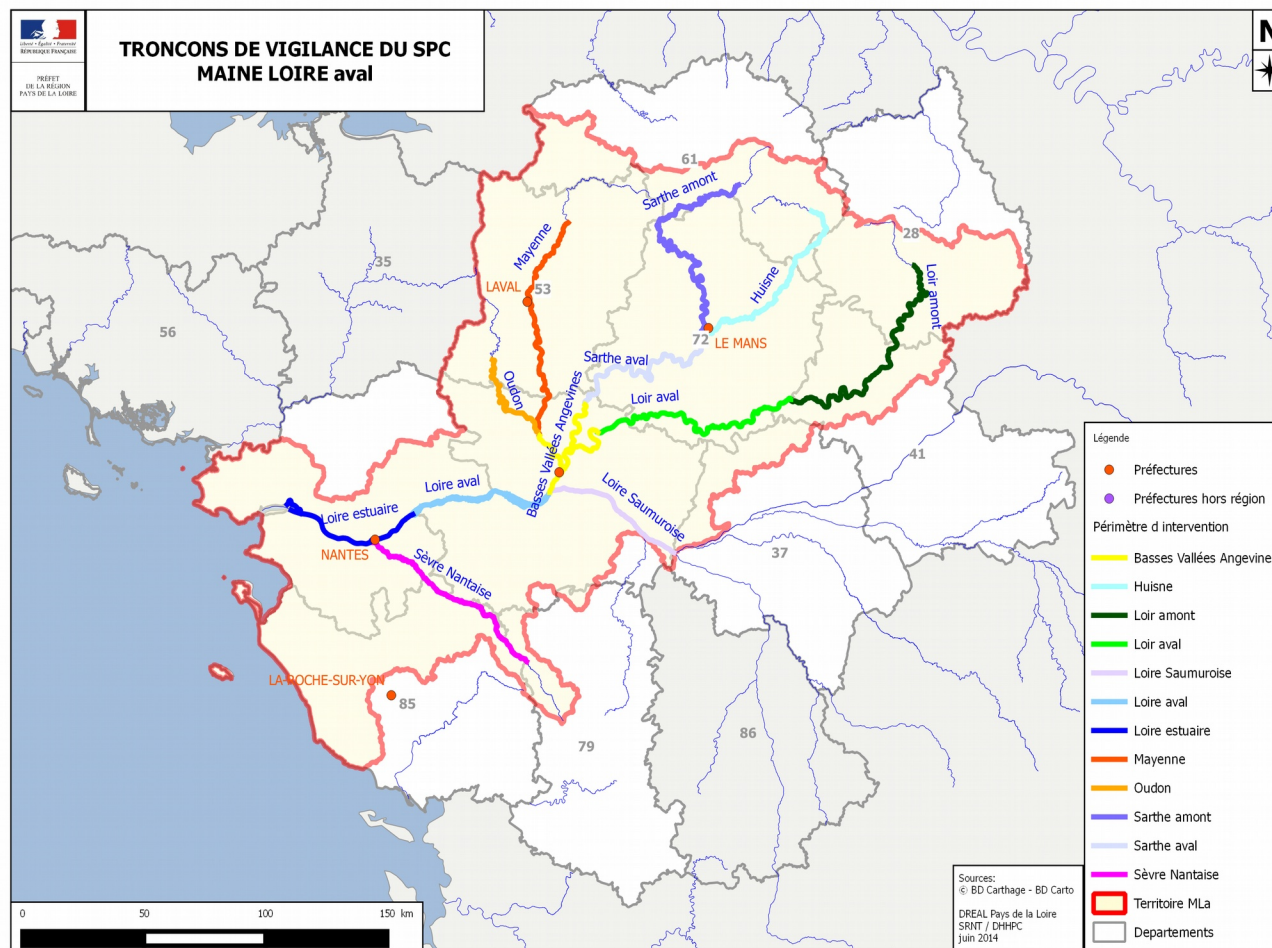 Liberté • Égalité • Fraternité
RÉPUBLIQUE FRANÇAISE
PRÉFET
DE LA RÉGION
PAYS DE LA LOIRE
TRONCONS DE VIGILANCE DU SPC
MAINE LOIRE aval
N
61
Sarthe amont
28
Mayenne
35
Huisne
Loir amont
LAVAL
53
56
72
LE MANS
Sarthe aval
Oudon
Basses Vallées Angevines
Loir aval
41
Loire aval
Loire Saumuroise
Loire estuaire
NANTES
37
Sèvre Nantaise
LA-ROCHE-SUR-YON
85
79
86
Légende
Préfectures
Préfectures hors région
Périmètre d intervention
Basses Vallées Angevine
Huisne
Loir amont
Loir aval
Loire Saumuroise
Loire aval
Loire estuaire
Mayenne
Oudon
Sarthe amont
Sarthe aval
Sèvre Nantaise
Territoire MLa
Departements
Sources:
© BD Carthage - BD Carto
DREAL Pays de la Loire
SRNT / DHHPC
juin 2014
0 50 100 150 km